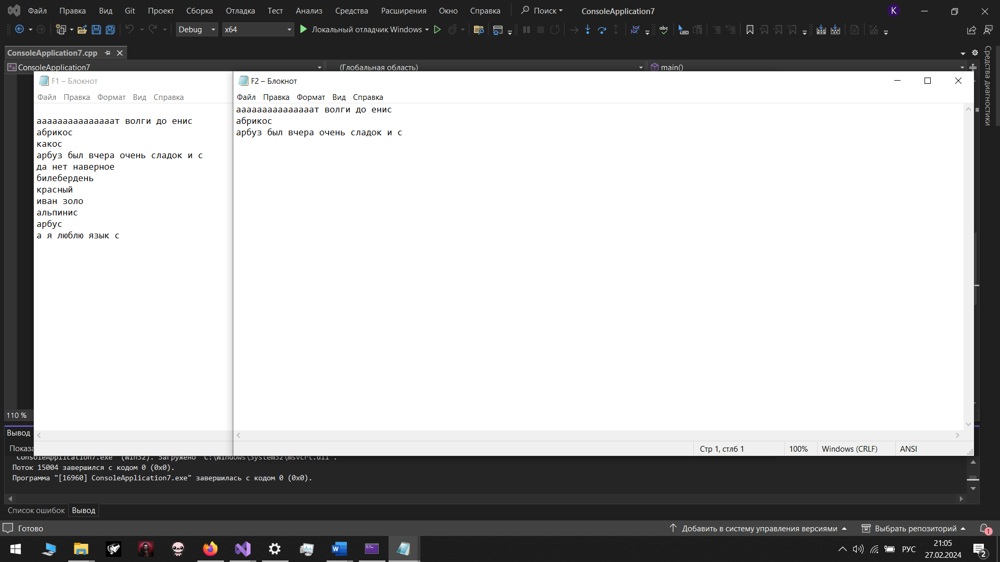 Файл Правка Вид Git Проект Сборка Отладка Тест Анализ Средства Расширения Окно Справка Поиск ConsoleApplication7 K
Debug x64 Локальный отладчик Windows abc
ConsoleApplication7.cpp
ConsoleApplication7 (Глобальная область) main()
Средства диагностики
F1 – Блокнот
Файл Правка Формат Вид Справка
ааааааааааааааат волги до енис
абрикос
какос
арбуз был вчера очень сладок и с
да нет наверное
билебердень
красный
иван золо
альпинис
арбус
а я люблю язык с
F2 – Блокнот
Файл Правка Формат Вид Справка
ааааааааааааааат волги до енис
абрикос
арбуз был вчера очень сладок и с
Стр 1, стлб 1 100% Windows (CRLF) ANSI
110 %
Вывод
Показа
"ConsoleApplication7.exe" (Win32). Загружено "C:\Windows\System32\msvcrt.dll".
Поток 15004 завершился с кодом 0 (0x0).
Программа "[16960] ConsoleApplication7.exe" завершилась с кодом 0 (0x0).
Список ошибок Вывод
Готово Добавить в систему управления версиями Выбрать репозиторий 1
W C:\ РУС 21:05
27.02.2024 2